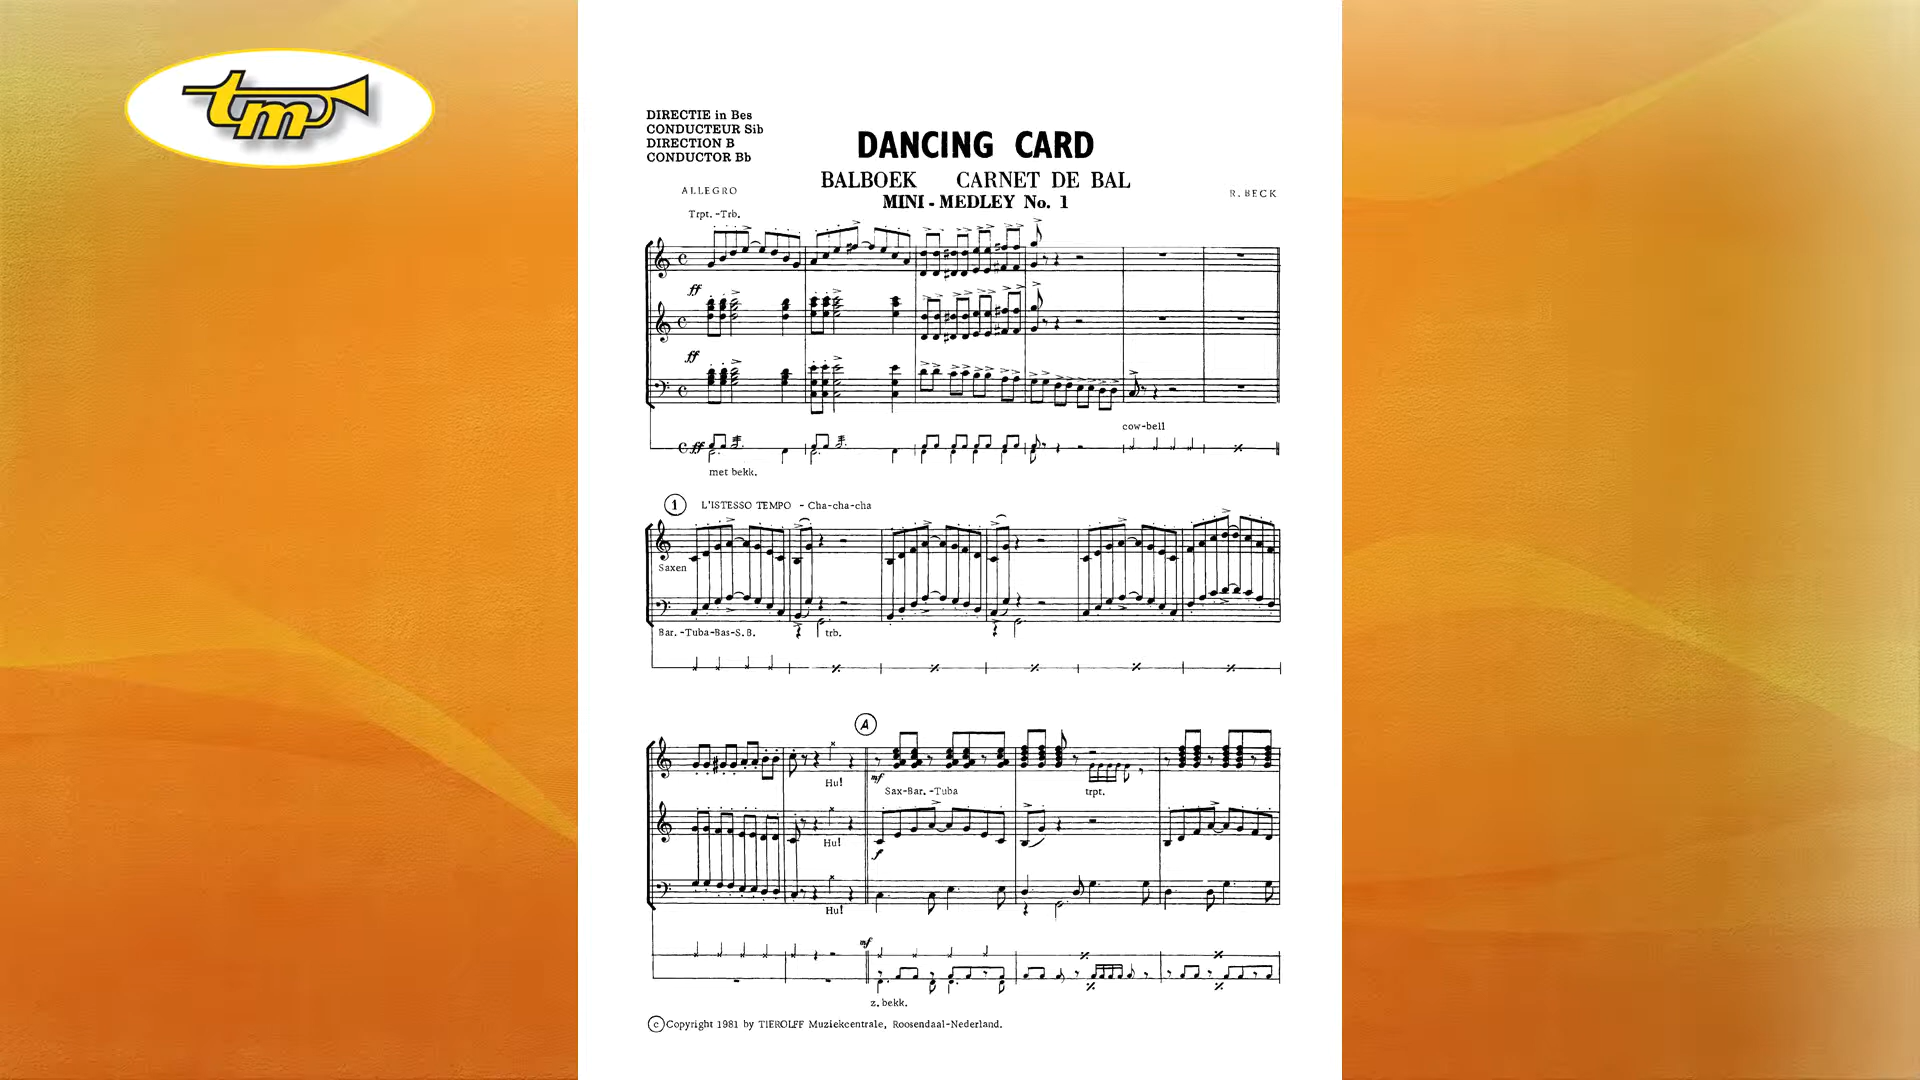 tm
DIRECTIE in Bes
CONDUCTEUR Sib
DIRECTION B
CONDUCTOR Bb
DANCING CARD
BALBOEK CARNET DE BAL
MINI - MEDLEY No. 1
ALLEGRO
R. BECK
Trpt. -Trb.
ff
ff
cow-bell
ff
met bekk.
1 L'ISTESSO TEMPO - Cha-cha-cha
Saxen
Bar. -Tuba-Bas-S. B.
trb.
A
Hu!
mf
Sax-Bar. -Tuba
trpt.
Hu!
f
Hu!
mf
z. bekk.
©Copyright 1981 by TIEROLFF Muziekcentrale, Roosendaal-Nederland.